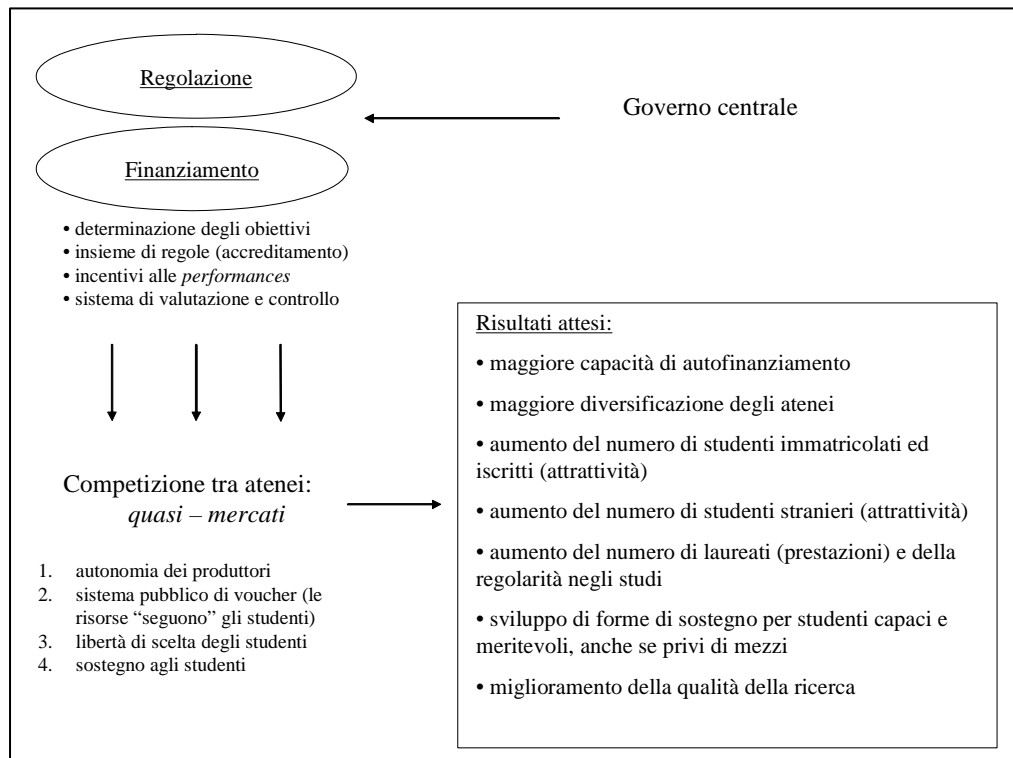 Regolazione
Governo centrale
Finanziamento
• determinazione degli obiettivi
• insieme di regole (accreditamento)
• incentivi alle performances
• sistema di valutazione e controllo
Competizione tra atenei:
quasi – mercati
1. autonomia dei produttori
2. sistema pubblico di voucher (le
risorse “seguono” gli studenti)
3. libertà di scelta degli studenti
4. sostegno agli studenti
Risultati attesi:
• maggiore capacità di autofinanziamento
• maggiore diversificazione degli atenei
• aumento del numero di studenti immatricolati ed
iscritti (attrattività)
• aumento del numero di studenti stranieri (attrattività)
• aumento del numero di laureati (prestazioni) e della
regolarità negli studi
• sviluppo di forme di sostegno per studenti capaci e
meritevoli, anche se privi di mezzi
• miglioramento della qualità della ricerca